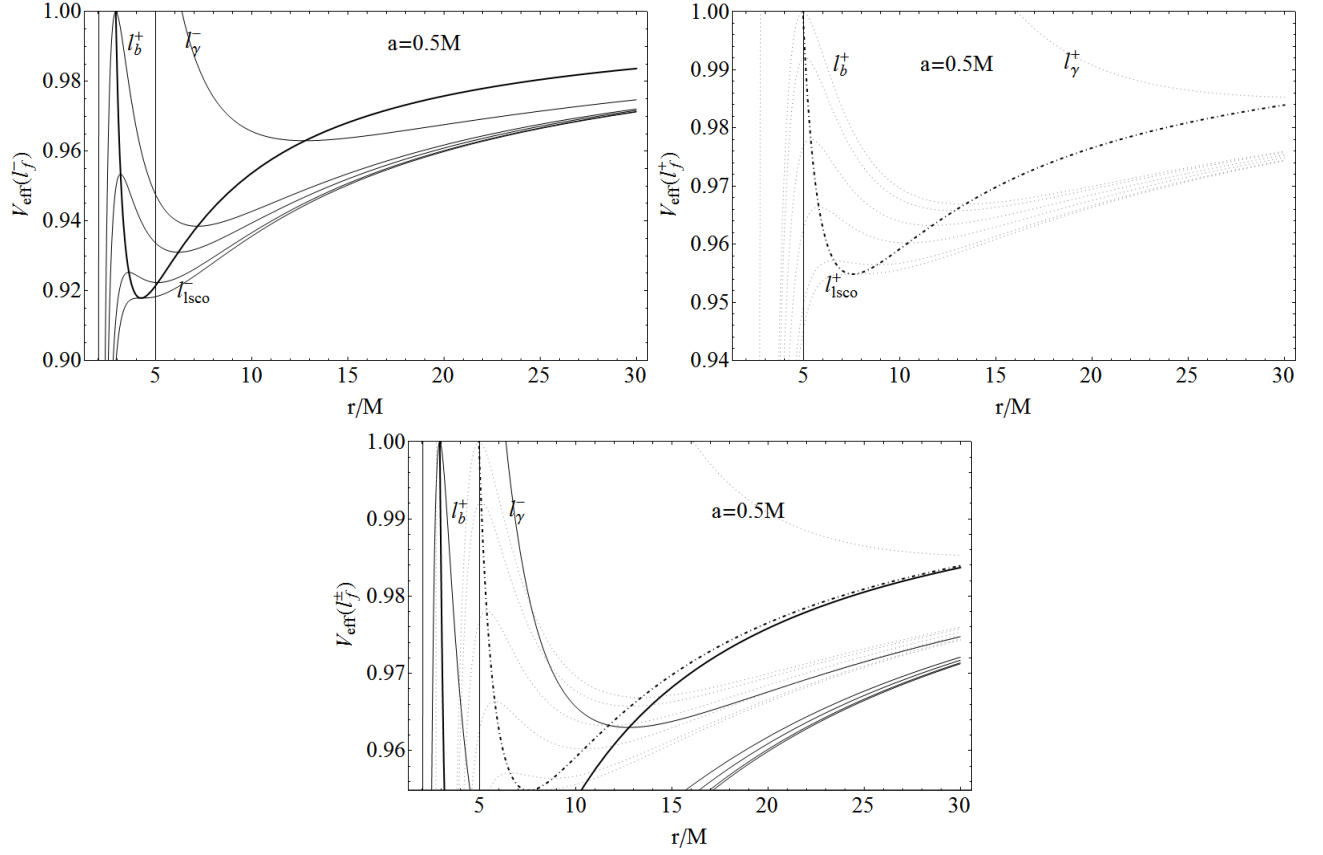 1.00
0.98
0.96
0.94
0.92
0.90
V_eff(l_f^-)
l_b^+
l_γ^-
a=0.5M
l_lsco^-
5
10
15
20
25
30
r/M
1.00
0.99
0.98
0.97
0.96
0.95
0.94
V_eff(l_f^+)
l_b^+
a=0.5M
l_γ^+
l_lsco^+
5
10
15
20
25
30
r/M
1.00
0.99
0.98
0.97
0.96
V_eff(l_f^±)
l_b^+
l_γ^-
a=0.5M
5
10
15
20
25
30
r/M